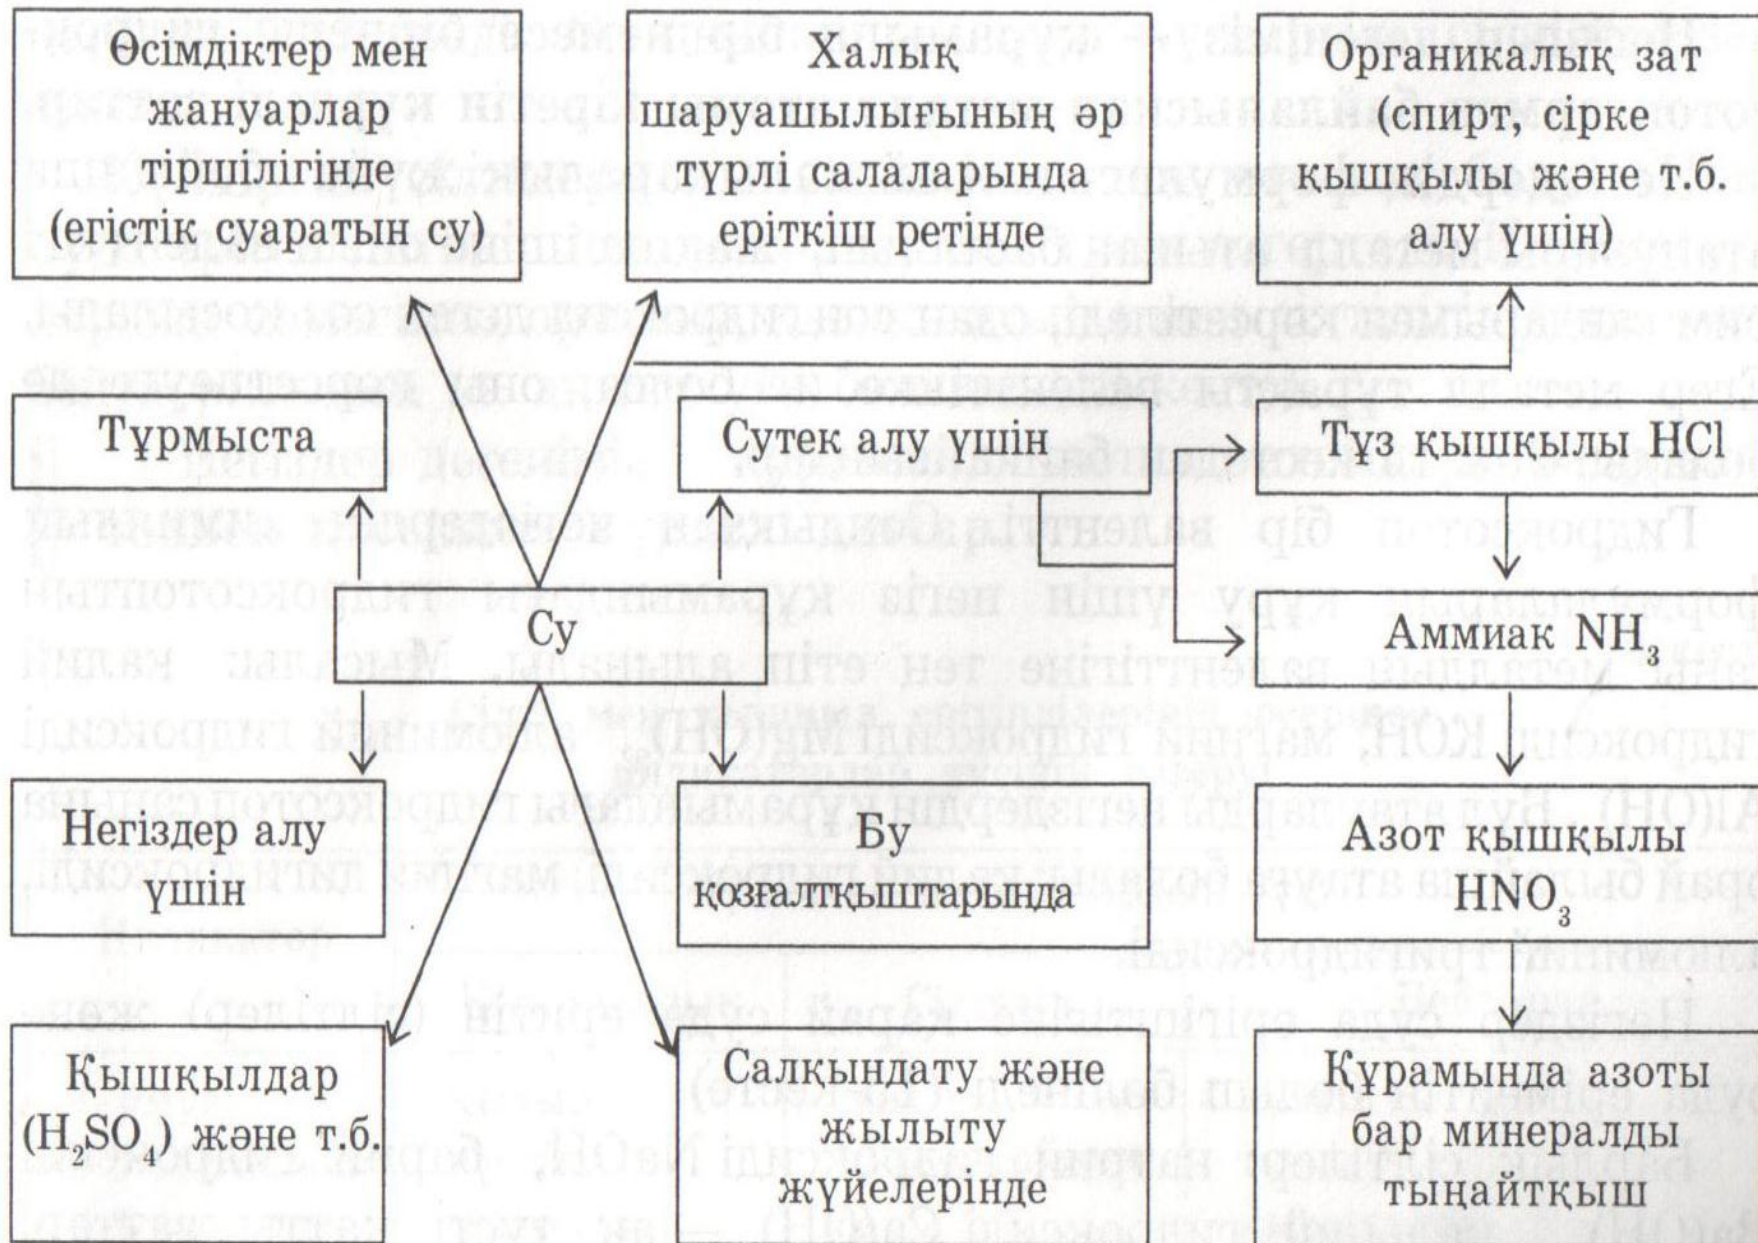 Өсімдіктер мен
жануарлар
тіршілігінде
(егістік суаратын су)
Халық
шаруашылығының әр
түрлі салаларында
еріткіш ретінде
Органикалық зат
(спирт, сірке
қышқылы және т.б.
алу үшін)
Тұрмыста
Сутек алу үшін
Тұз қышқылы HCl
Су
Аммиак NH₃
Негіздер алу
үшін
Бу
қозғалтқыштарында
Азот қышқылы
HNO₃
Қышқылдар
(H₂SO₄) және т.б.
Салқындату және
жылыту
жүйелерінде
Құрамында азоты
бар минералды
тыңайтқыш